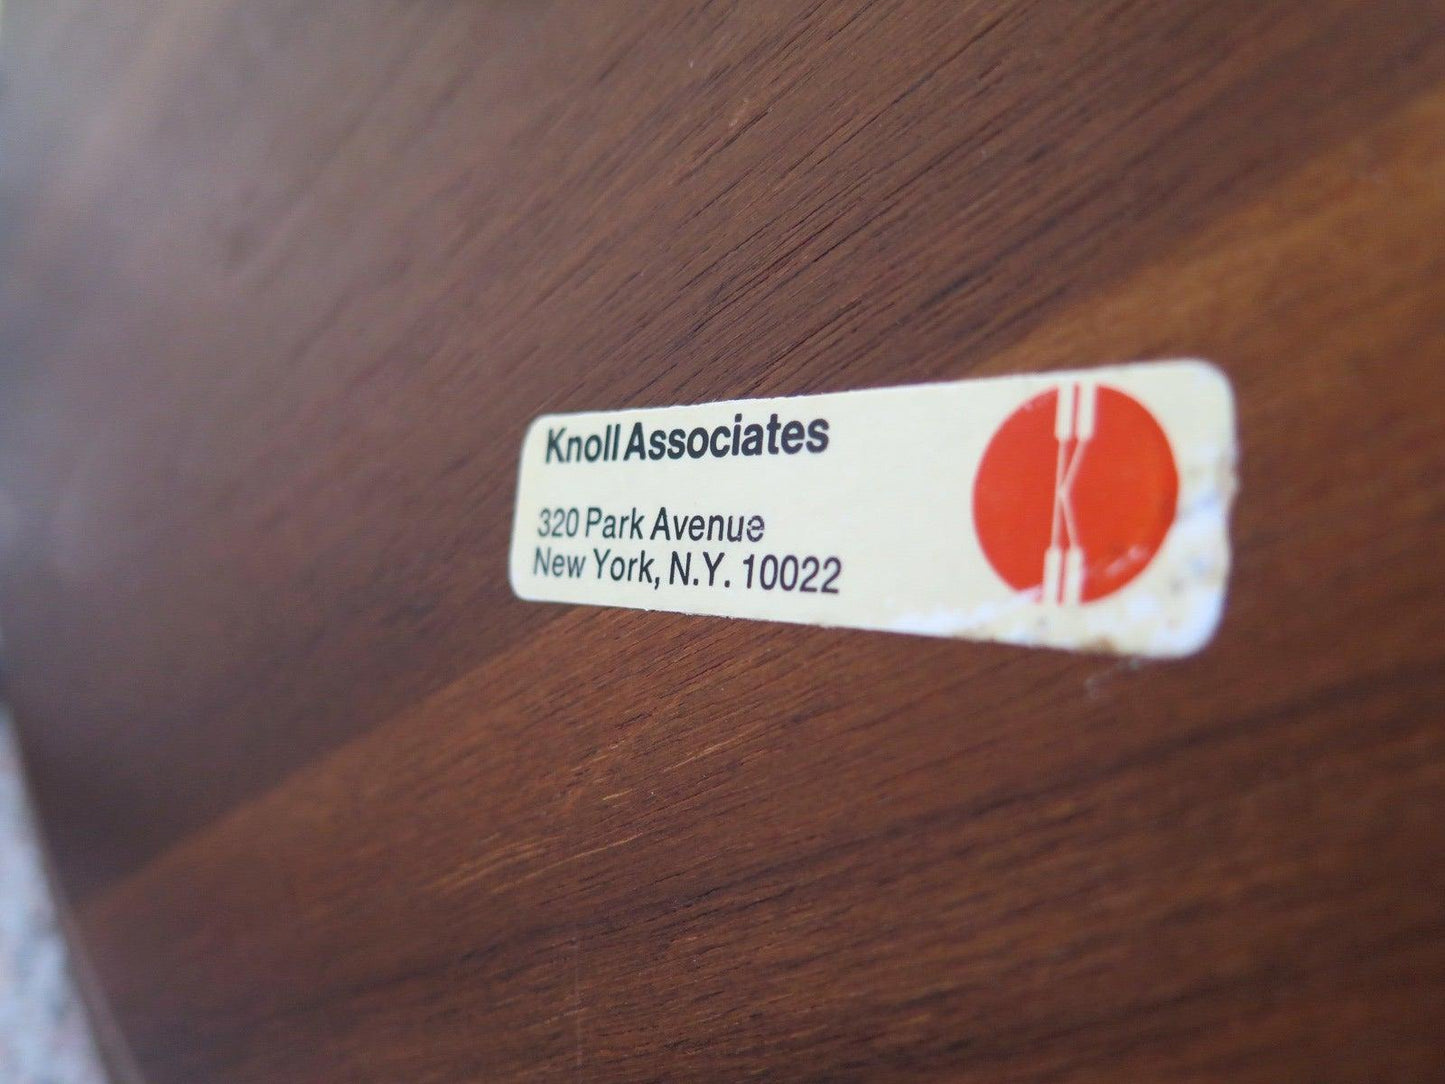 Knoll Associates
320 Park Avenue
New York, N.Y. 10022
K